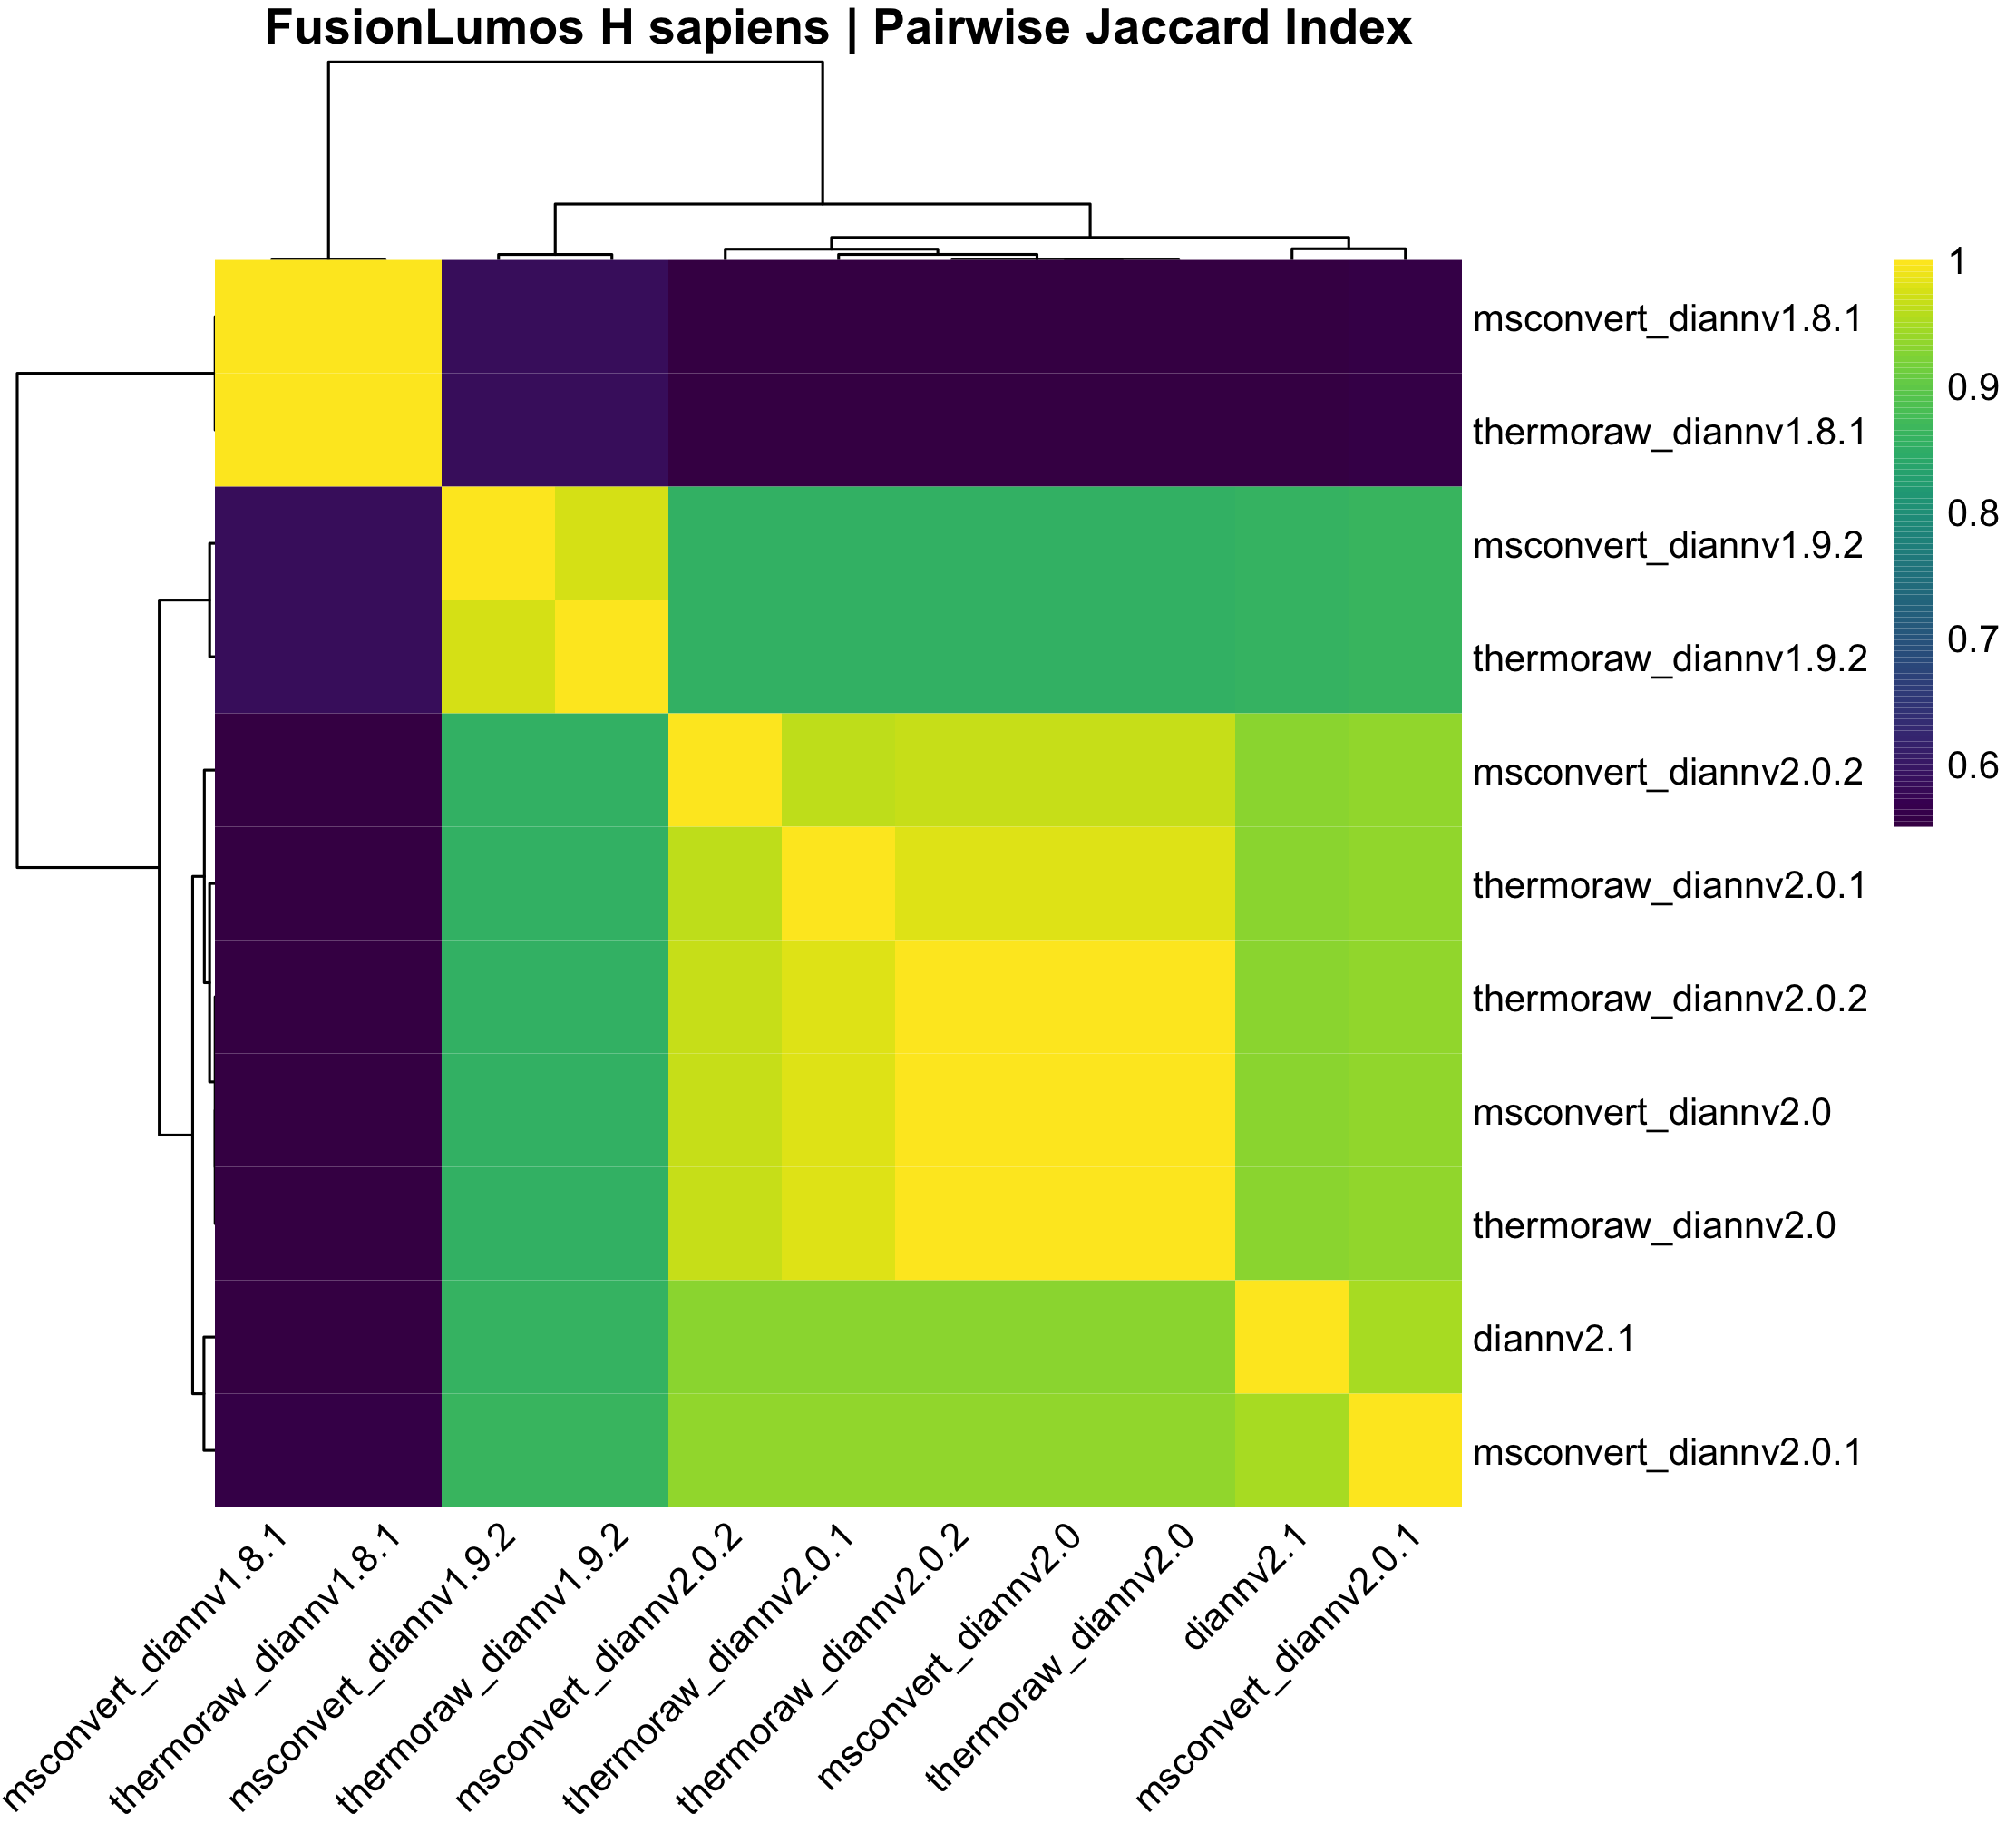 FusionLumos H sapiens | Pairwise Jaccard Index
1
0.9
0.8
0.7
0.6
msconvert_diannv1.8.1
thermoraw_diannv1.8.1
msconvert_diannv1.9.2
thermoraw_diannv1.9.2
msconvert_diannv2.0.2
thermoraw_diannv2.0.1
thermoraw_diannv2.0.2
msconvert_diannv2.0
thermoraw_diannv2.0
diannv2.1
msconvert_diannv2.0.1
msconvert_diannv1.8.1
thermoraw_diannv1.8.1
msconvert_diannv1.9.2
thermoraw_diannv1.9.2
msconvert_diannv2.0.2
thermoraw_diannv2.0.1
thermoraw_diannv2.0.2
msconvert_diannv2.0
thermoraw_diannv2.0
diannv2.1
msconvert_diannv2.0.1